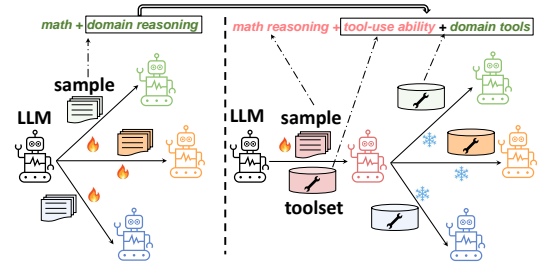 math + domain reasoning
sample
LLM
math reasoning + tool-use ability + domain tools
sample
LLM
toolset